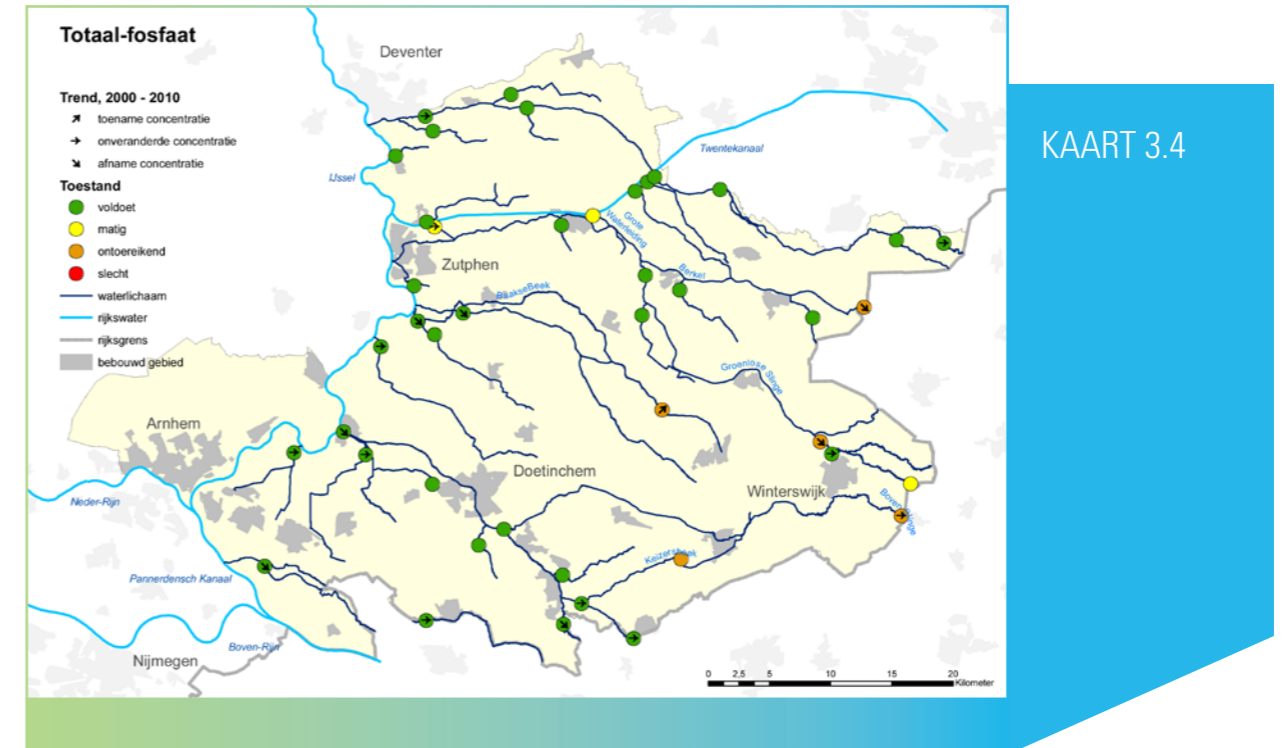 Totaal-fosfaat
Trend, 2000 - 2010
toename concentratie
onveranderde concentratie
afname concentratie
Toestand
voldoet
matig
ontoereikend
slecht
waterlichaam
rijkswater
rijksgrens
bebouwd gebied
Deventer
Twentekanaal
IJssel
Grote
Waterleiding
Zutphen
Berkel
BaakseBeek
Groenlose Slinge
Arnhem
Doetinchem
Winterswijk
Neder-Rijn
Keizersbeek
Pannerdensch Kanaal
Boven-Rijn
Nijmegen
0 2,5 5 10 15 20
Kilometer
KAART 3.4